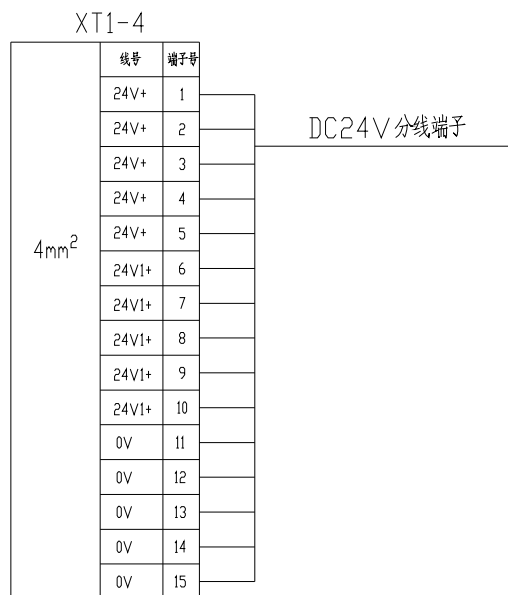 XT1-4
线号 端子号
24V+ 1
24V+ 2
DC24V分线端子
24V+ 3
24V+ 4
24V+ 5
4mm²
24V1+ 6
24V1+ 7
24V1+ 8
24V1+ 9
24V1+ 10
0V 11
0V 12
0V 13
0V 14
0V 15